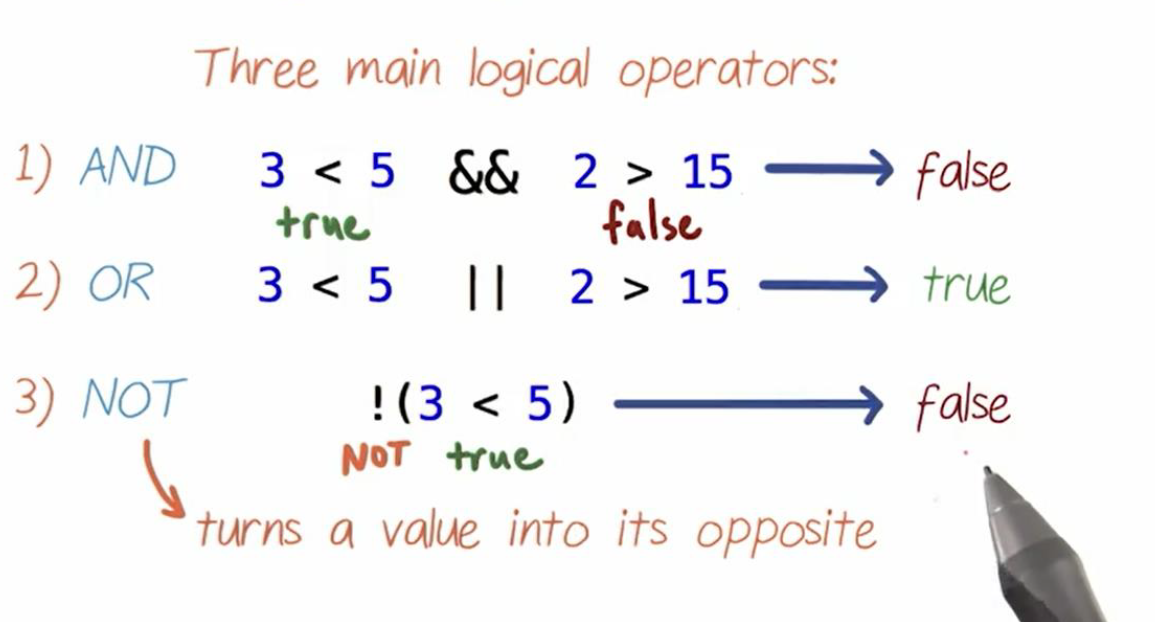 Three main logical operators:
1) AND 3 < 5 && 2 > 15 false
true false
2) OR 3 < 5 || 2 > 15 true
3) NOT !(3 < 5) false
NOT true
turns a value into its opposite